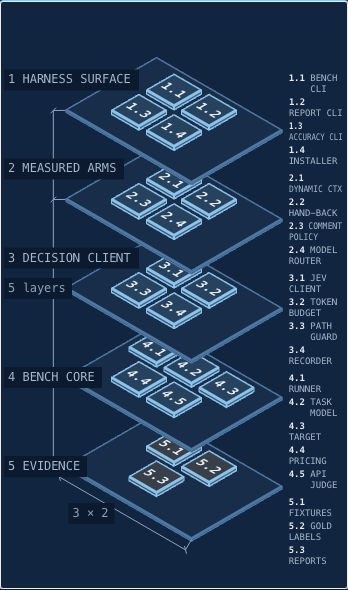 1 HARNESS SURFACE
1.1
1.2
1.3
1.4
2 MEASURED ARMS
2.1
2.2
2.3
2.4
3 DECISION CLIENT
5 layers
3.1
3.2
3.3
3.4
4 BENCH CORE
4.1
4.2
4.3
4.4
4.5
5 EVIDENCE
5.1
5.2
5.3
3 × 2
1.1 BENCH
CLI
1.2
REPORT CLI
1.3
ACCURACY CLI
1.4
INSTALLER
2.1
DYNAMIC CTX
2.2
HAND—BACK
2.3 COMMENT
POLICY
2.4 MODEL
ROUTER
3.1 JEV
CLIENT
3.2 TOKEN
BUDGET
3.3 PATH
GUARD
3.4
RECORDER
4.1
RUNNER
4.2 TASK
MODEL
4.3
TARGET
4.4
PRICING
4.5 API
JUDGE
5.1
FIXTURES
5.2 GOLD
LABELS
5.3
REPORTS